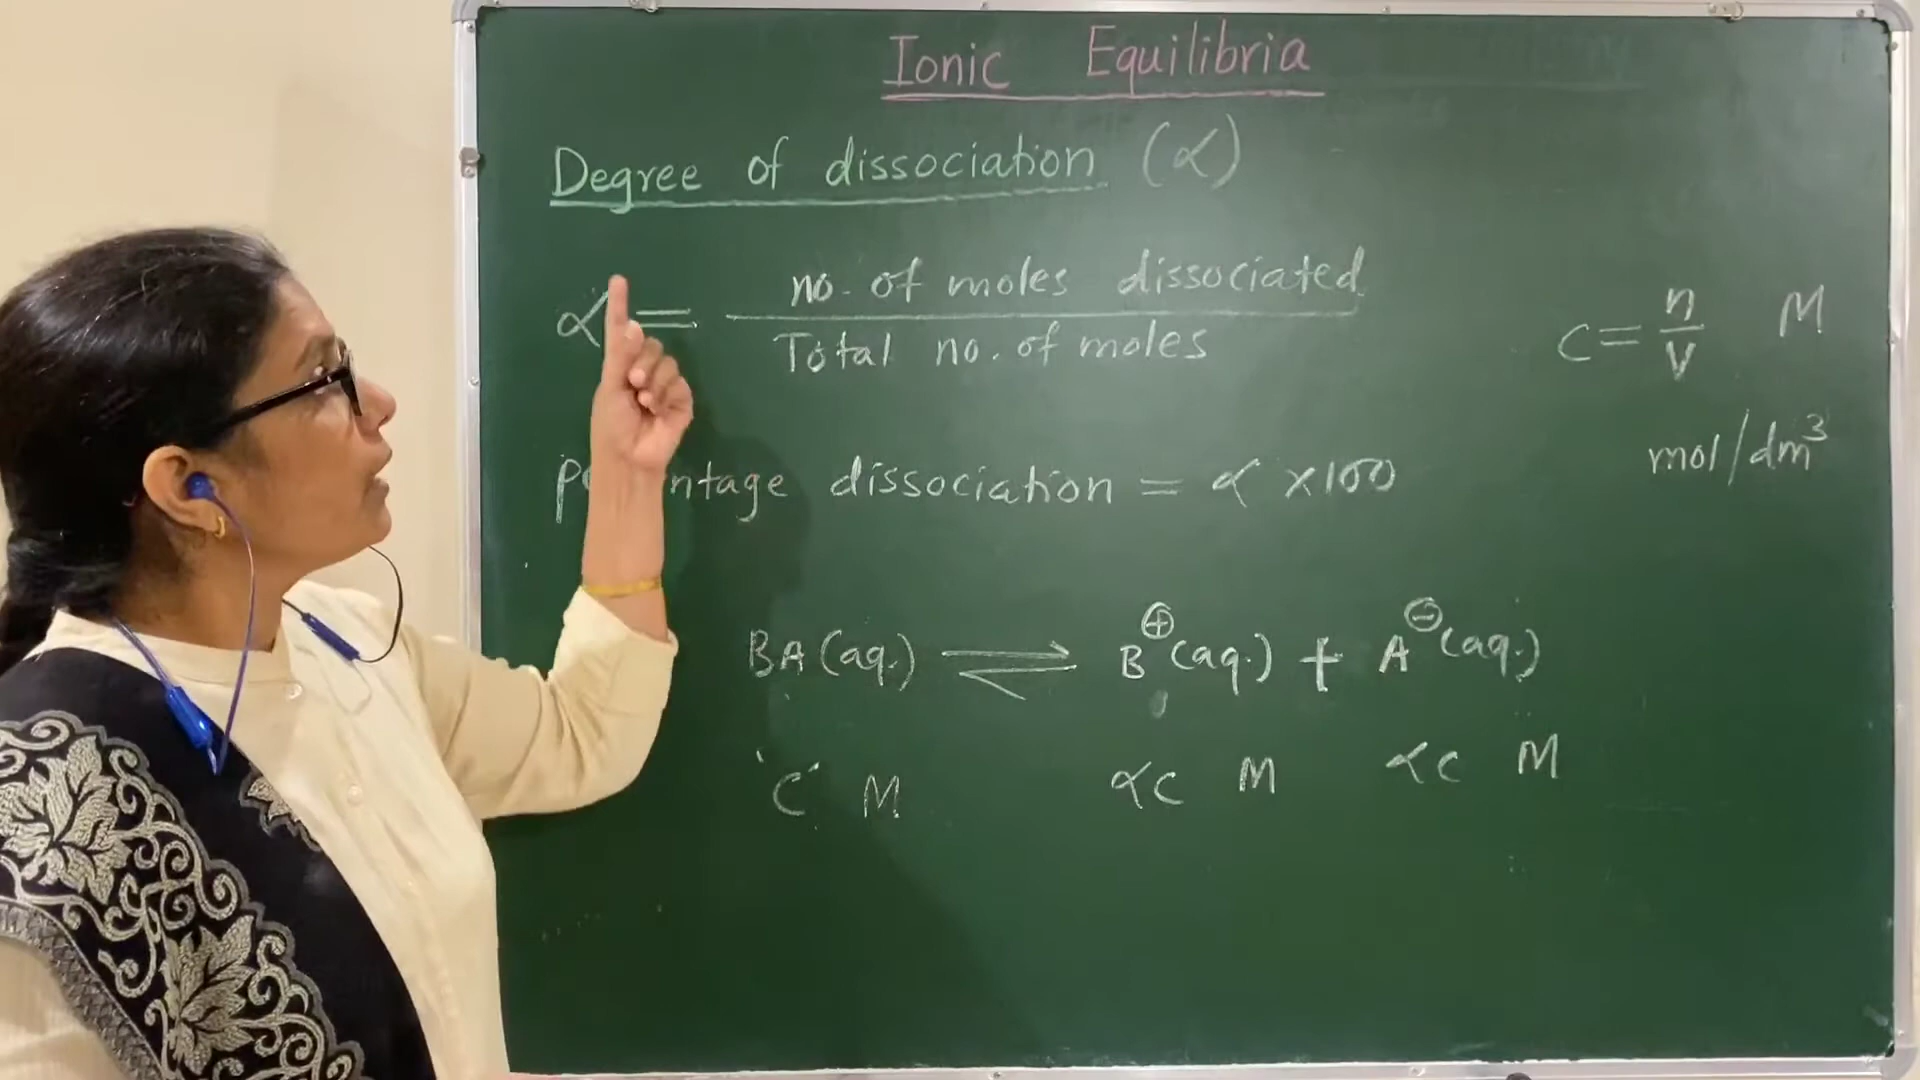 Ionic Equilibria
Degree of dissociation (α)
α = no. of moles dissociated / Total no. of moles
C = n/V M
mol/dm³
percentage dissociation = α ×100
BA(aq.) ⇌ B⊕(aq.) + A⊖(aq.)
'C' M αC M αC M